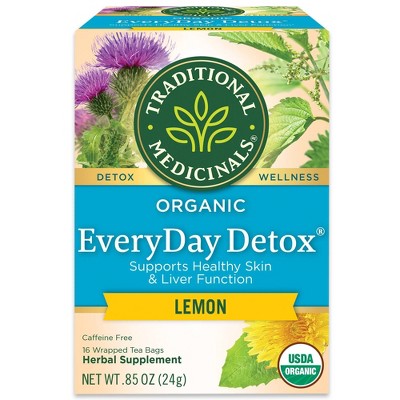 TRADITIONAL
MEDICINALS®
DETOX
WELLNESS
ORGANIC
EveryDay Detox®
Supports Healthy Skin
& Liver Function
LEMON
Caffeine Free
16 Wrapped Tea Bags
Herbal Supplement
NET WT .85 OZ (24g)
USDA
ORGANIC